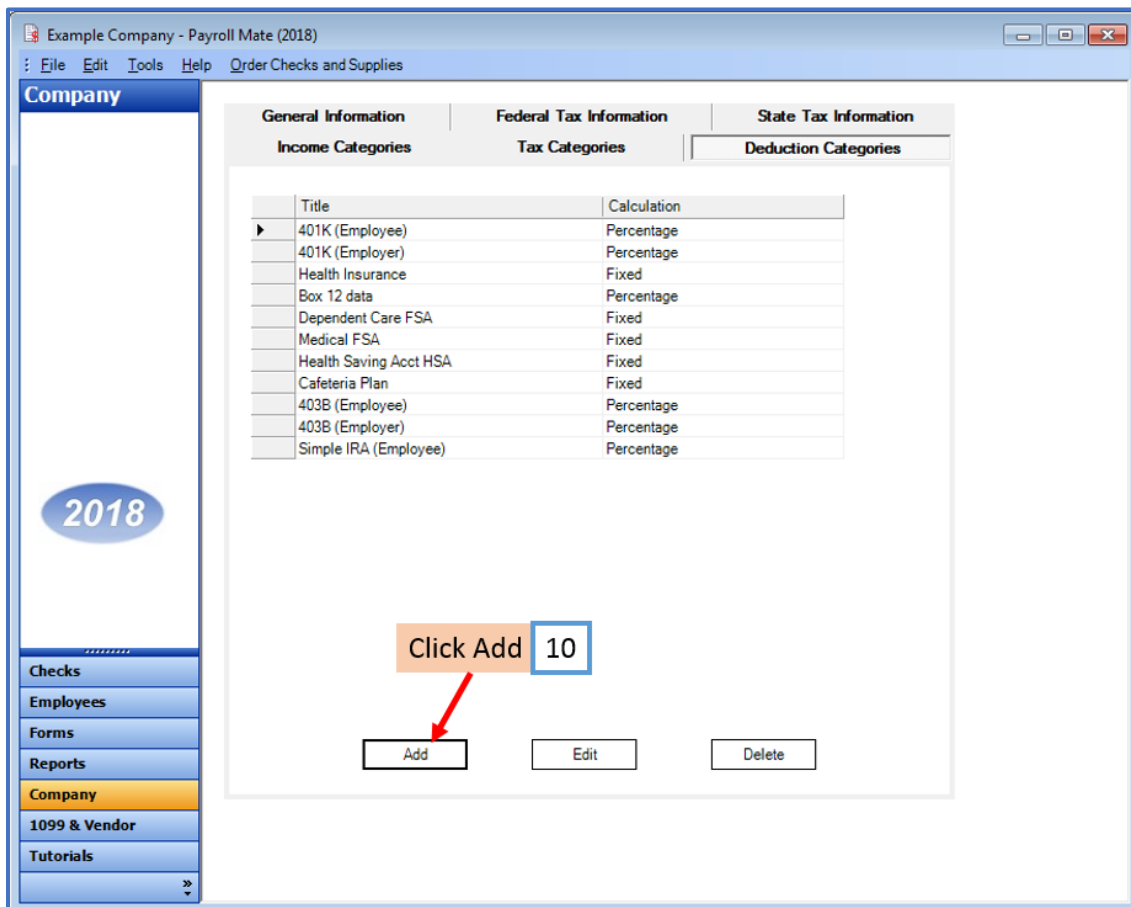 Example Company - Payroll Mate (2018)
File Edit Tools Help Order Checks and Supplies
Company
General Information Federal Tax Information State Tax Information
Income Categories Tax Categories Deduction Categories
Title Calculation
401K (Employee) Percentage
401K (Employer) Percentage
Health Insurance Fixed
Box 12 data Percentage
Dependent Care FSA Fixed
Medical FSA Fixed
Health Saving Acct HSA Fixed
Cafeteria Plan Fixed
403B (Employee) Percentage
403B (Employer) Percentage
Simple IRA (Employee) Percentage
2018
Click Add 10
Add Edit Delete
Checks
Employees
Forms
Reports
Company
1099 & Vendor
Tutorials